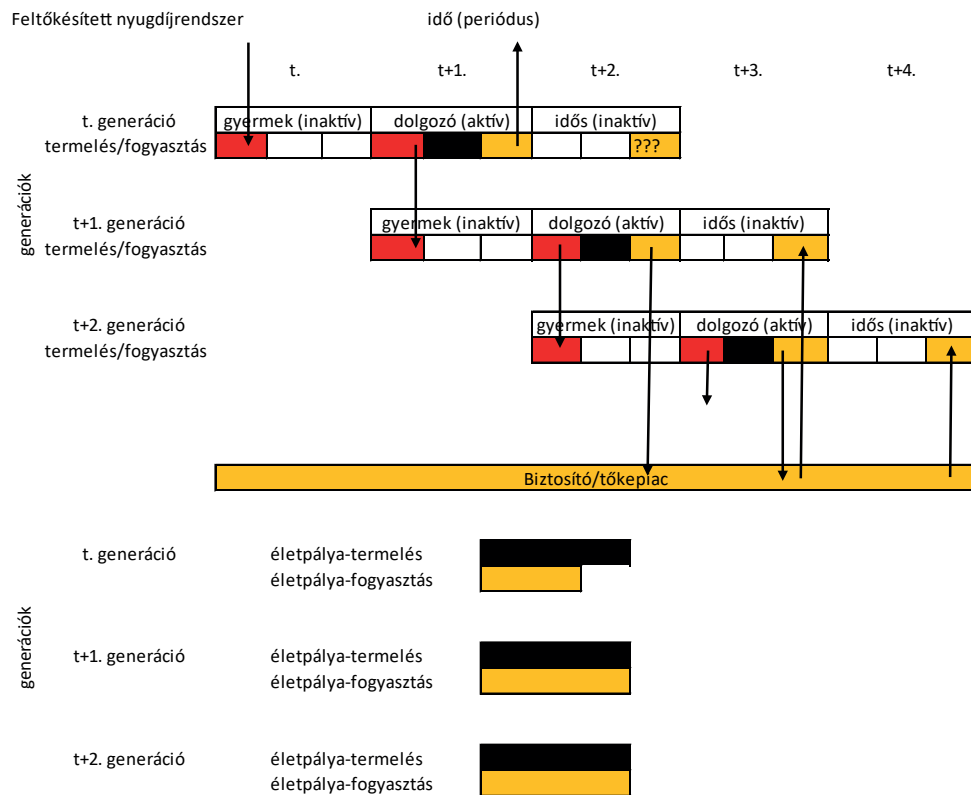 Feltőkésített nyugdíjrendszer
idő (periódus)
t.
t+1.
t+2.
t+3.
t+4.
generációk
t. generáció
termelés/fogyasztás
gyermek (inaktív)
dolgozó (aktív)
idős (inaktív)
???
t+1. generáció
termelés/fogyasztás
gyermek (inaktív)
dolgozó (aktív)
idős (inaktív)
t+2. generáció
termelés/fogyasztás
gyermek (inaktív)
dolgozó (aktív)
idős (inaktív)
Biztosító/tőkepiac
generációk
t. generáció
életpálya-termelés
életpálya-fogyasztás
t+1. generáció
életpálya-termelés
életpálya-fogyasztás
t+2. generáció
életpálya-termelés
életpálya-fogyasztás